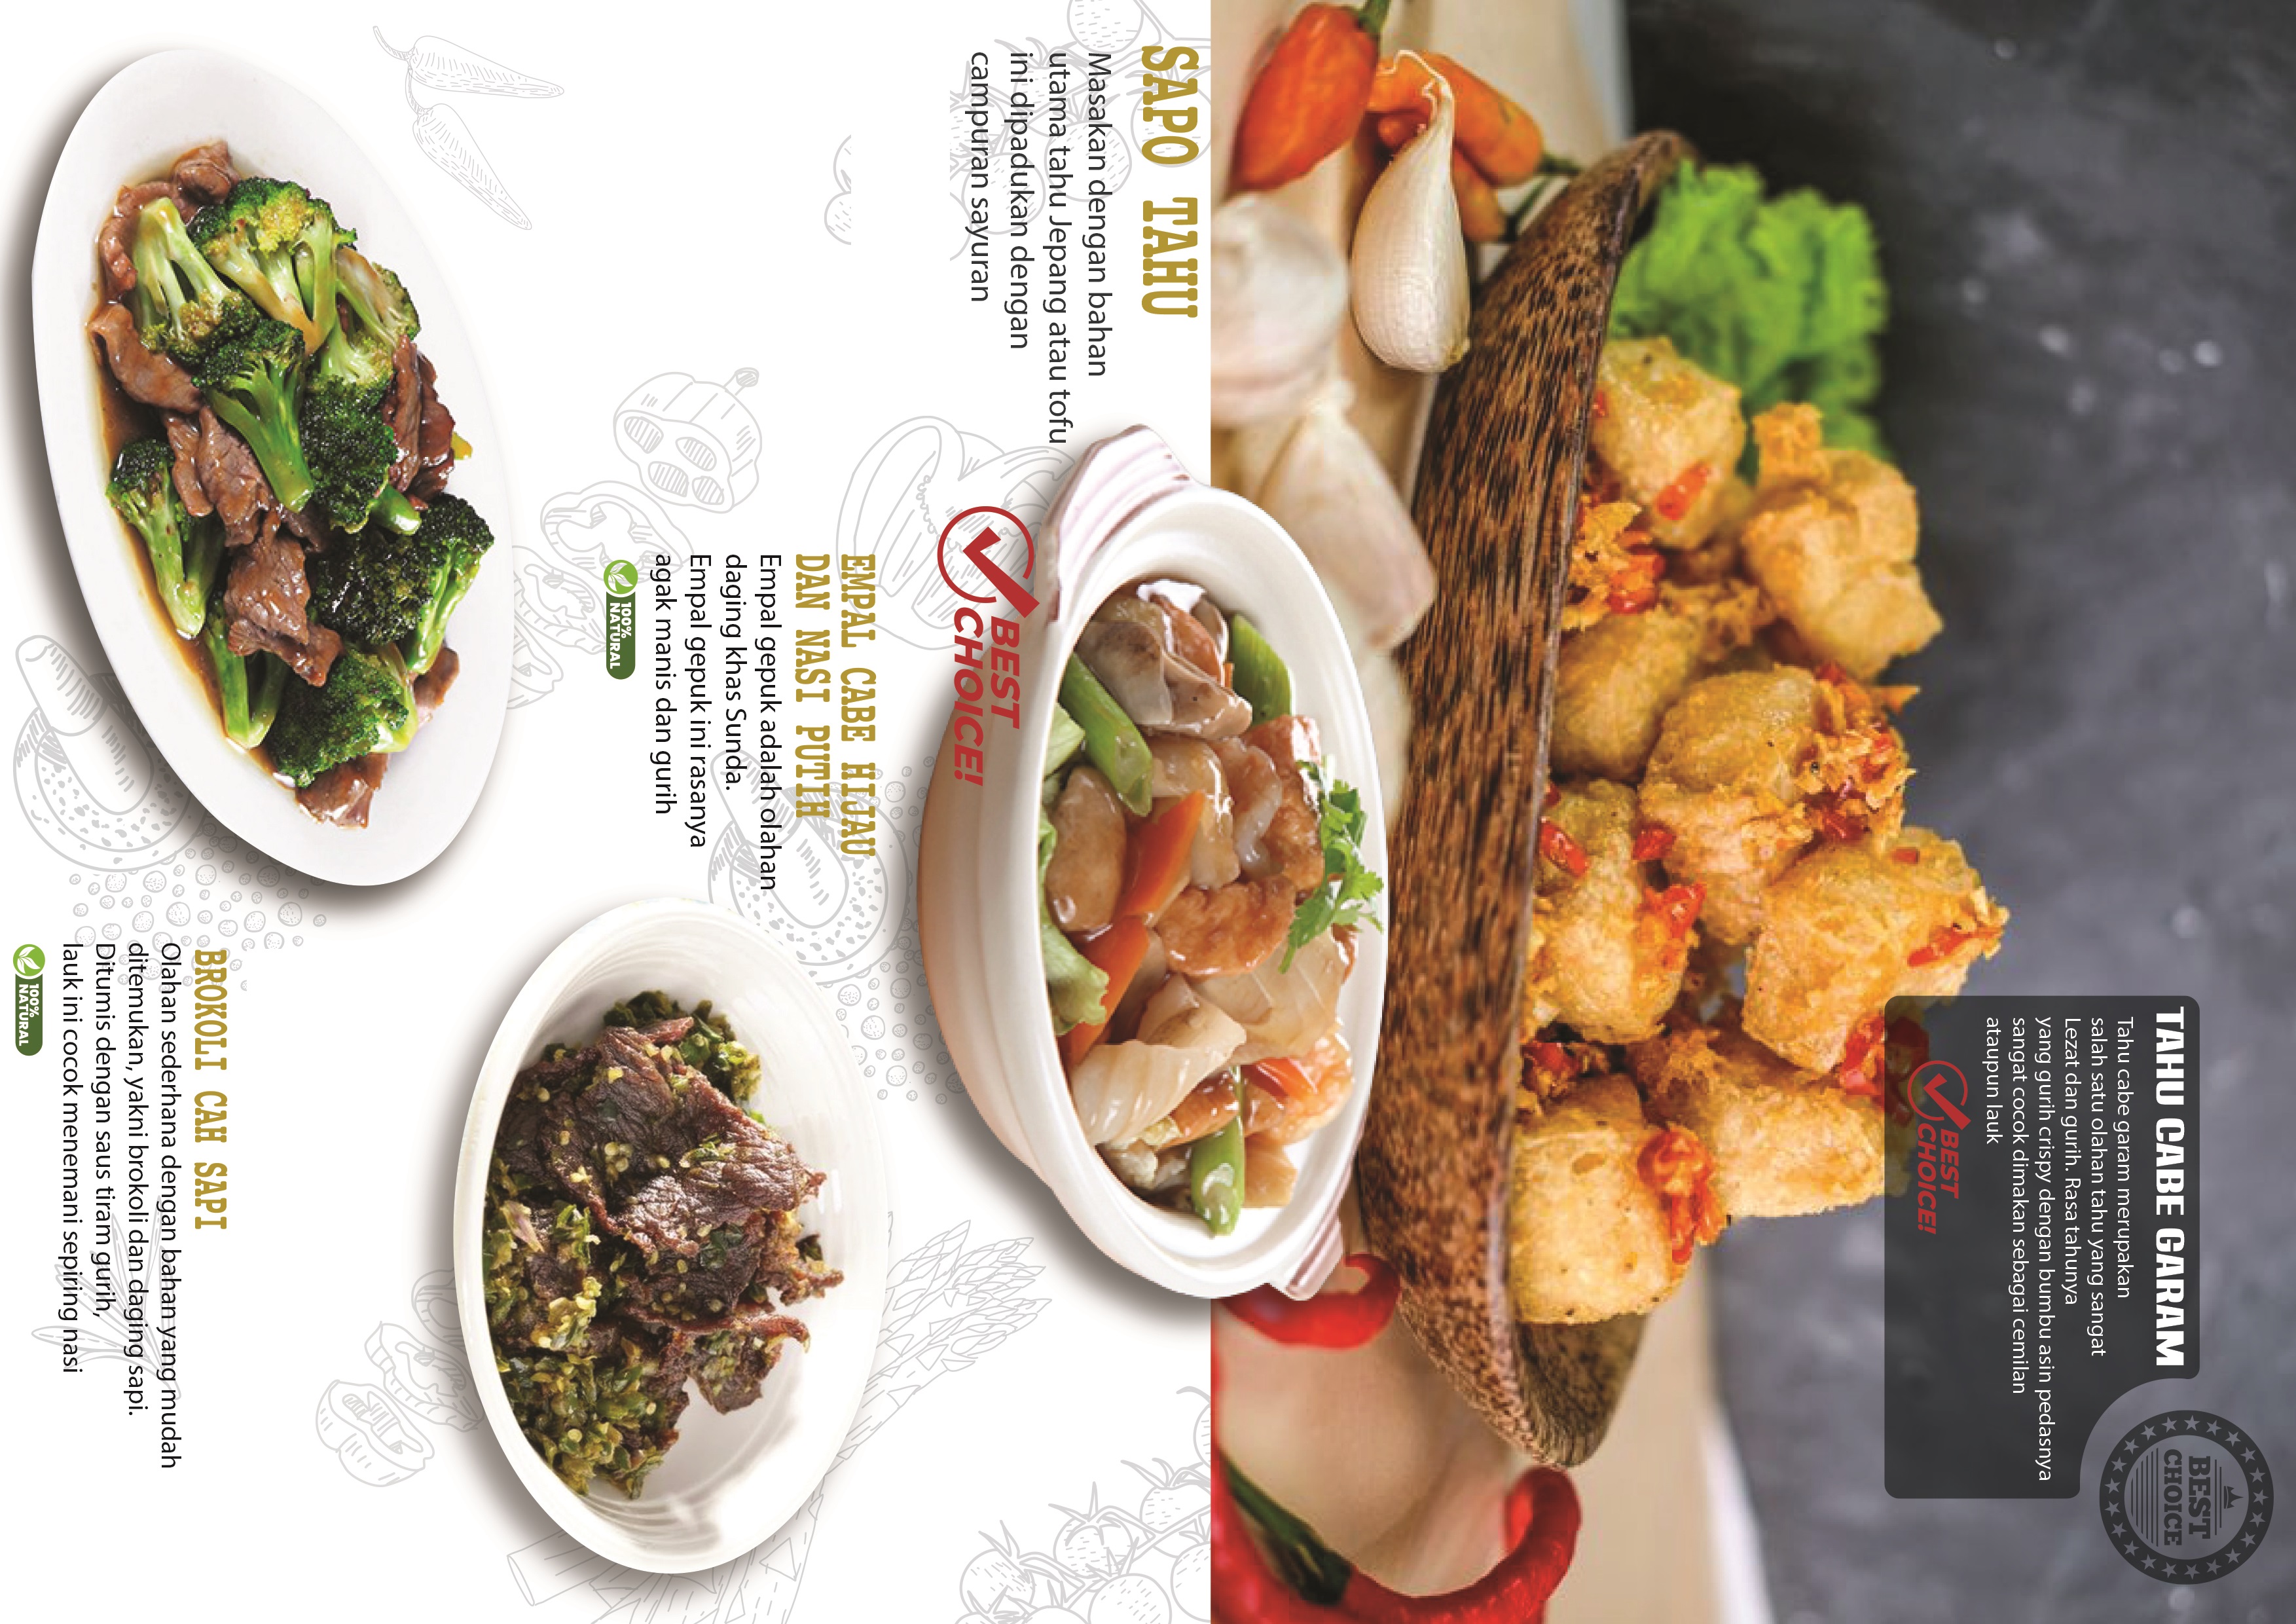 BEST
CHOICE
TAHU CABE GARAM
Tahu cabe garam merupakan
salah satu olahan tahu yang sangat
Lezat dan gurih. Rasa tahunya
yang gurih crispy dengan bumbu asin pedasnya
sangat cocok dimakan sebagai cemilan
ataupun lauk
BEST
CHOICE!
SAPO TAHU
Masakan dengan bahan
utama tahu Jepang atau tofu
ini dipadukan dengan
campuran sayuran
BEST
CHOICE!
EMPAL CABE HIJAU
DAN NASI PUTIH
Empal gepuk adalah olahan
daging khas Sunda.
Empal gepuk ini rasanya
agak manis dan gurih
100%
NATURAL
BROKOLI CAH SAPI
Olahan sederhana dengan bahan yang mudah
ditemukan, yakni brokoli dan daging sapi.
Ditumis dengan saus tiram gurih,
lauk ini cocok menemani sepiring nasi
100%
NATURAL